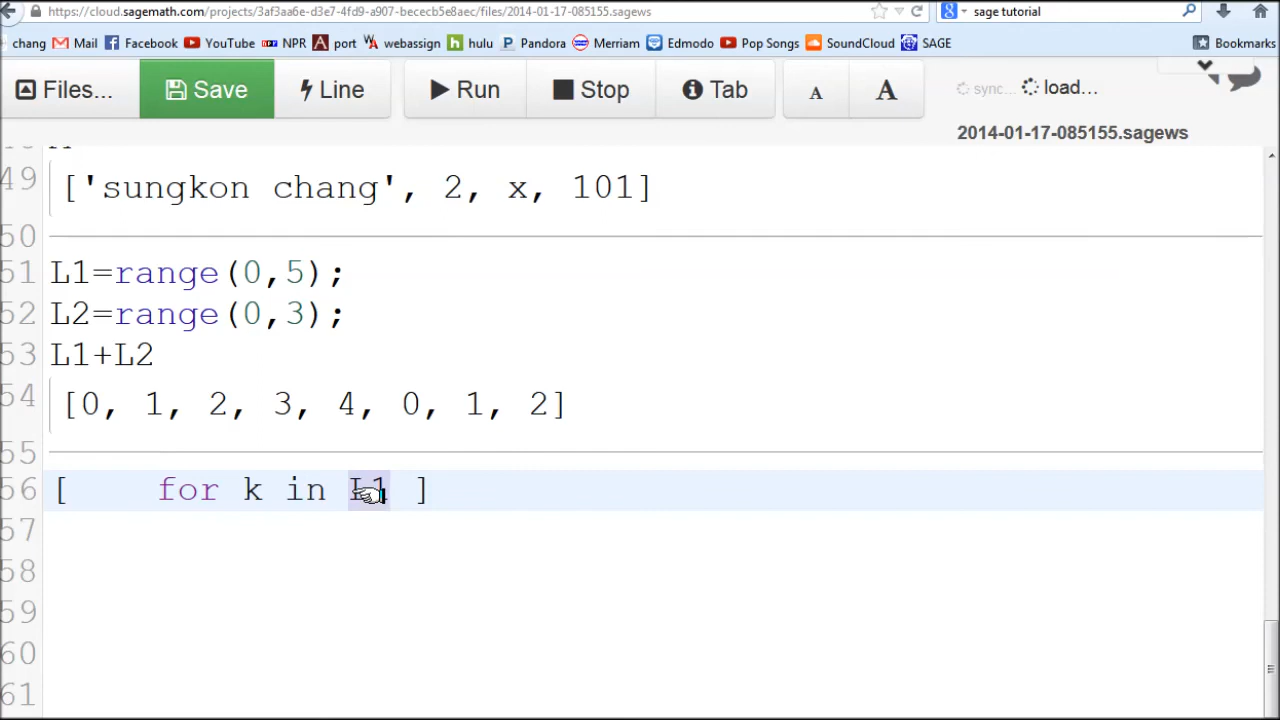 https://cloud.sagemath.com/projects/3af3aa6e-d3e7-4fd9-a907-bececb5e8aec/files/2014-01-17-085155.sagews
sage tutorial
chang Mail Facebook YouTube NPR port webassign hulu Pandora Merriam Edmodo Pop Songs SoundCloud SAGE Bookmarks
Files... Save Line Run Stop Tab A A sync... load...
2014-01-17-085155.sagews
49 ['sungkon chang', 2, x, 101]
50
51 L1=range(0,5);
52 L2=range(0,3);
53 L1+L2
54 [0, 1, 2, 3, 4, 0, 1, 2]
55
56 [ for k in L1 ]
57
58
59
60
61